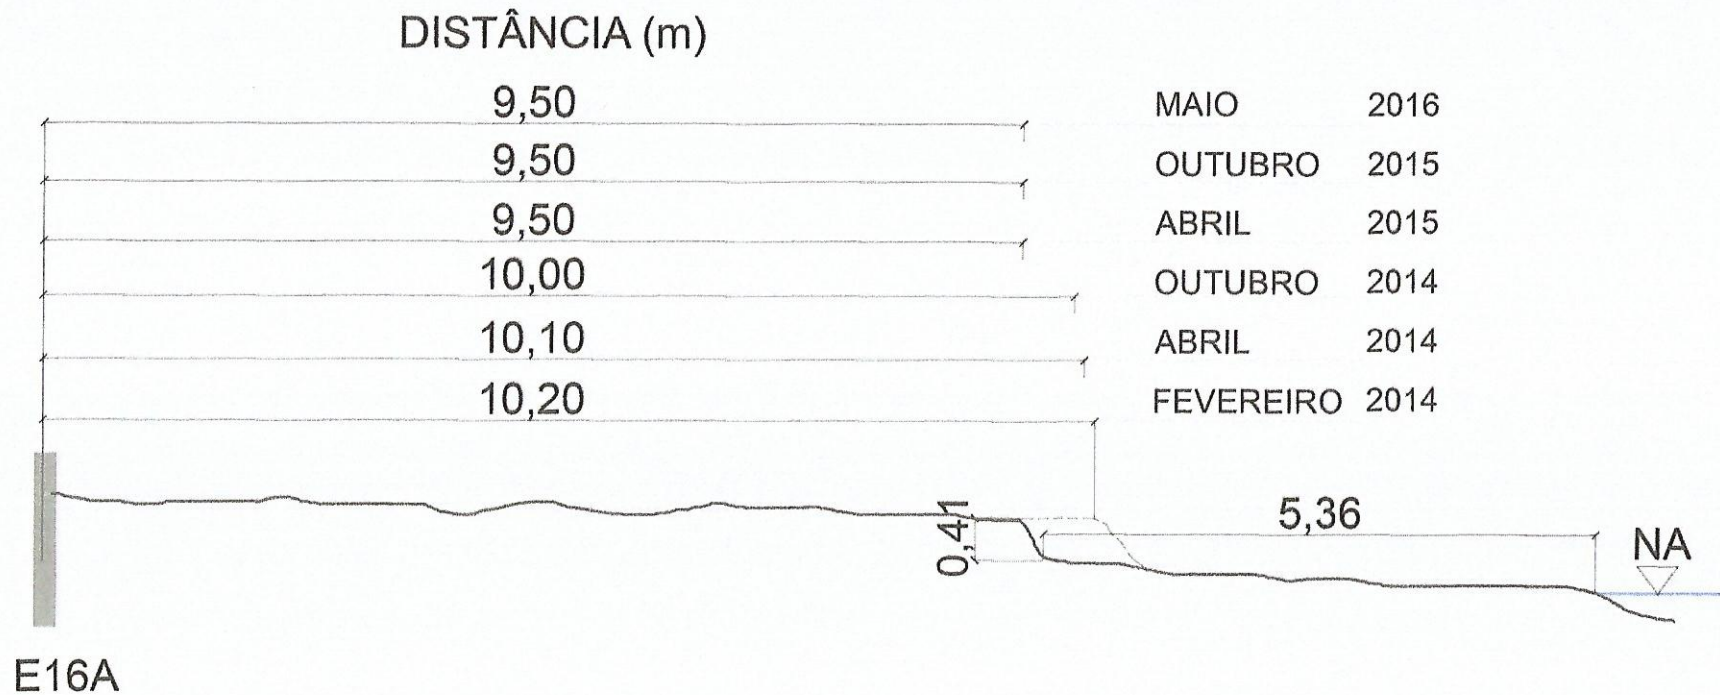 DISTÂNCIA (m)
9,50 MAIO 2016
9,50 OUTUBRO 2015
9,50 ABRIL 2015
10,00 OUTUBRO 2014
10,10 ABRIL 2014
10,20 FEVEREIRO 2014
0,41
5,36
NA
E16A